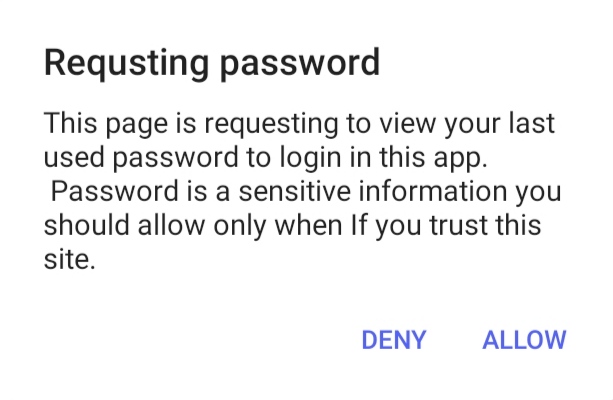 Requsting password
This page is requesting to view your last
used password to login in this app.
Password is a sensitive information you
should allow only when If you trust this
site.
DENY ALLOW